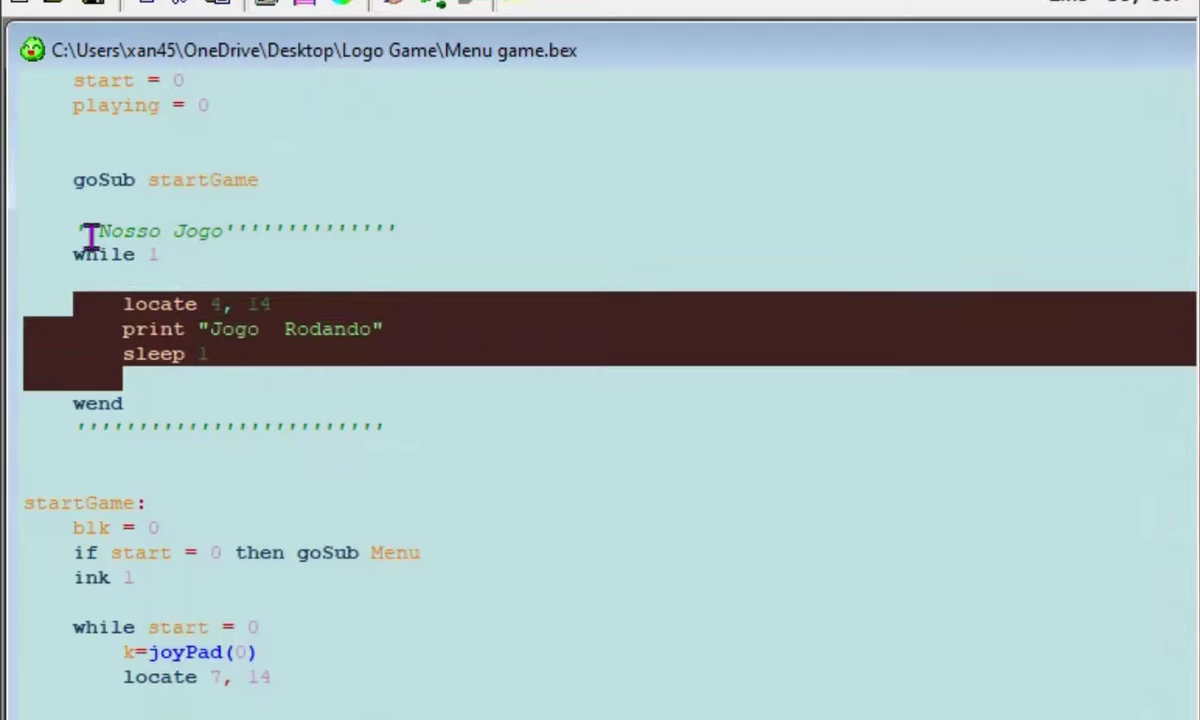 C:\Users\xan45\OneDrive\Desktop\Logo Game\Menu game.bex
start = 0
playing = 0
goSub startGame
''Nosso Jogo''''''''''''''
while 1
locate 4, 14
print "Jogo  Rodando"
sleep 1
wend
'''''''''''''''''''''''''
startGame:
blk = 0
if start = 0 then goSub Menu
ink 1
while start = 0
k=joyPad(0)
locate 7, 14